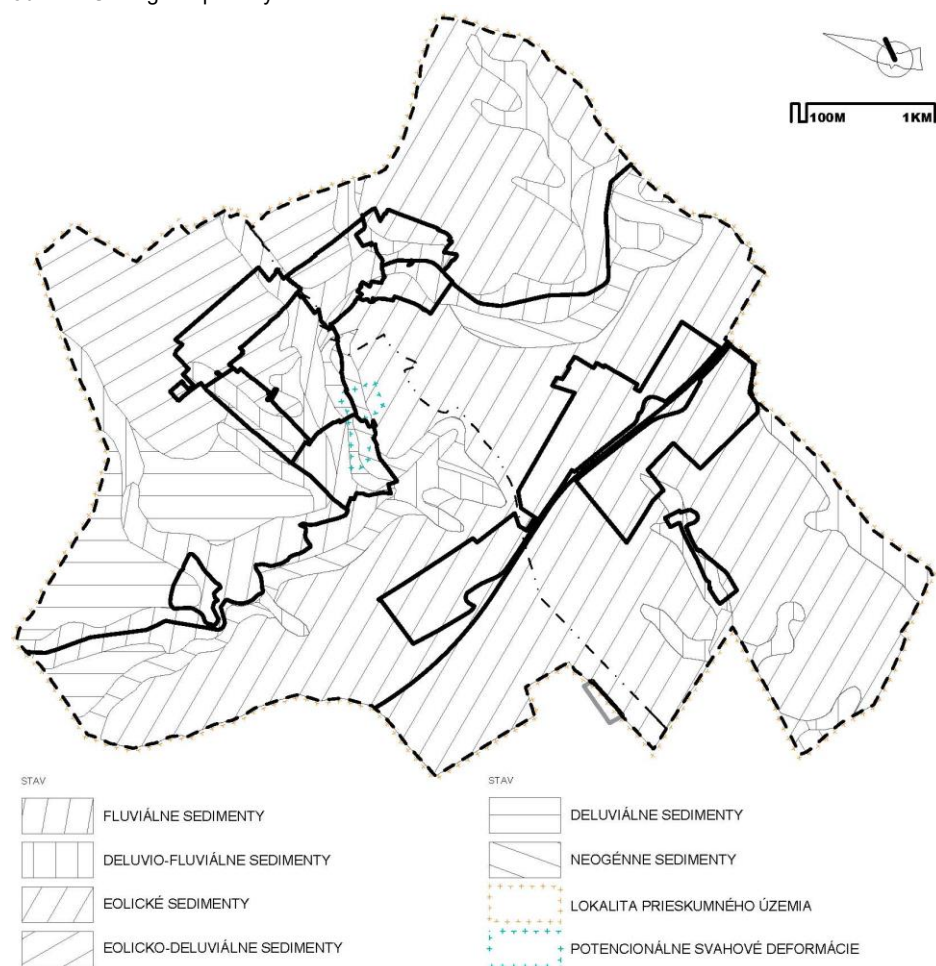 100M 1KM
STAV
FLUVIÁLNE SEDIMENTY
DELUVIO-FLUVIÁLNE SEDIMENTY
EOLICKÉ SEDIMENTY
EOLICKO-DELUVIÁLNE SEDIMENTY
STAV
DELUVIÁLNE SEDIMENTY
NEOGÉNNE SEDIMENTY
LOKALITA PRIESKUMNÉHO ÚZEMIA
POTENCIONÁLNE SVAHOVÉ DEFORMÁCIE